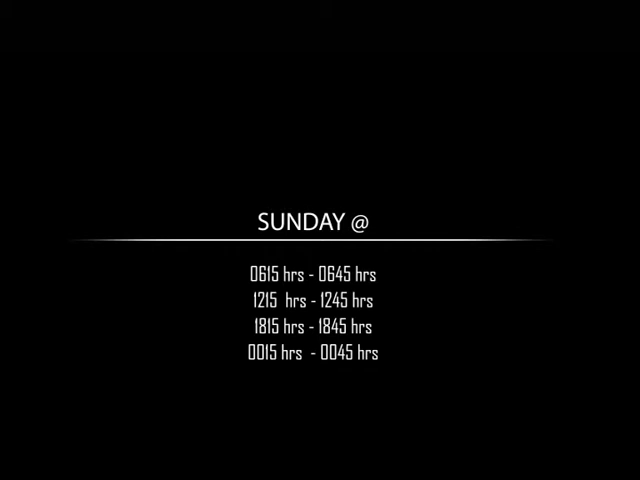 SUNDAY @
0615 hrs - 0645 hrs
1215 hrs - 1245 hrs
1815 hrs - 1845 hrs
0015 hrs - 0045 hrs